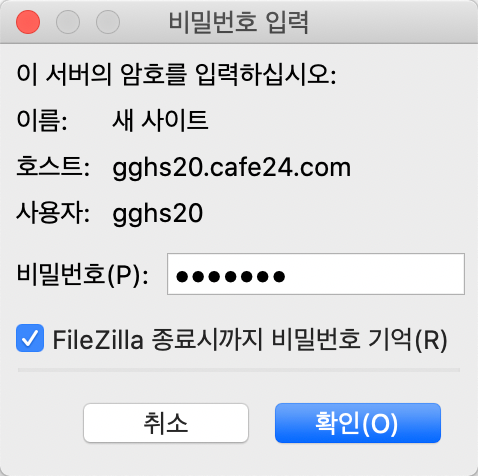 비밀번호 입력
이 서버의 암호를 입력하십시오:
이름: 새 사이트
호스트: gghs20.cafe24.com
사용자: gghs20
비밀번호(P): ●●●●●●●
FileZilla 종료시까지 비밀번호 기억(R)
취소 확인(O)